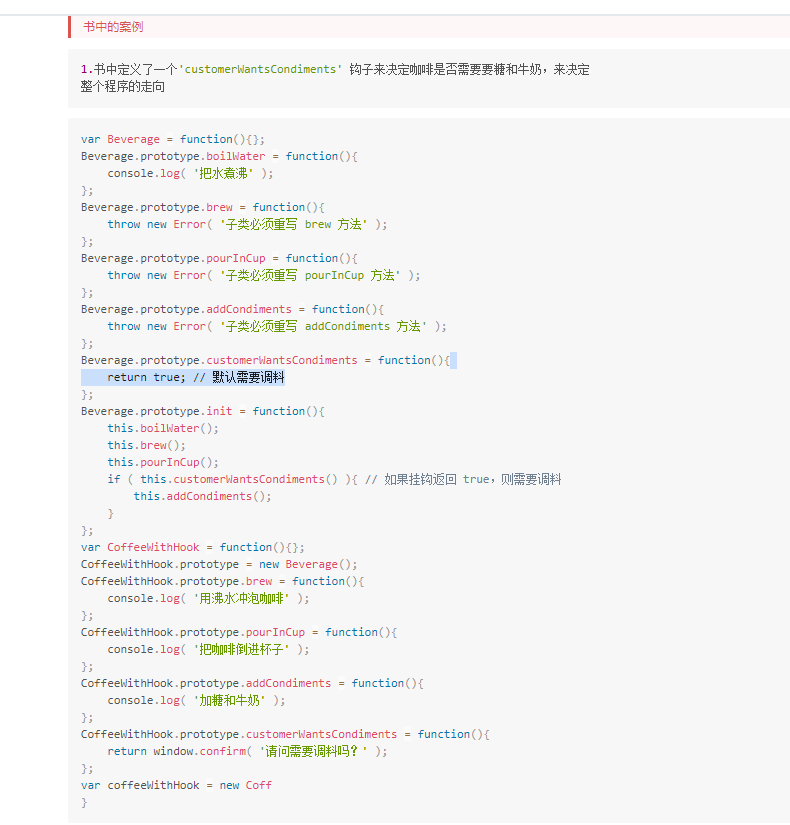 书中的案例
1.书中定义了一个'customerWantsCondiments' 钩子来决定咖啡是否需要要糖和牛奶，来决定
整个程序的走向
var Beverage = function(){};
Beverage.prototype.boilWater = function(){
    console.log( '把水煮沸' );
};
Beverage.prototype.brew = function(){
    throw new Error( '子类必须重写 brew 方法' );
};
Beverage.prototype.pourInCup = function(){
    throw new Error( '子类必须重写 pourInCup 方法' );
};
Beverage.prototype.addCondiments = function(){
    throw new Error( '子类必须重写 addCondiments 方法' );
};
Beverage.prototype.customerWantsCondiments = function(){
    return true; // 默认需要调料
};
Beverage.prototype.init = function(){
    this.boilWater();
    this.brew();
    this.pourInCup();
    if ( this.customerWantsCondiments() ){ // 如果挂钩返回 true，则需要调料
        this.addCondiments();
    }
};
var CoffeeWithHook = function(){};
CoffeeWithHook.prototype = new Beverage();
CoffeeWithHook.prototype.brew = function(){
    console.log( '用沸水冲泡咖啡' );
};
CoffeeWithHook.prototype.pourInCup = function(){
    console.log( '把咖啡倒进杯子' );
};
CoffeeWithHook.prototype.addCondiments = function(){
    console.log( '加糖和牛奶' );
};
CoffeeWithHook.prototype.customerWantsCondiments = function(){
    return window.confirm( '请问需要调料吗？' );
};
var coffeeWithHook = new Coff
}